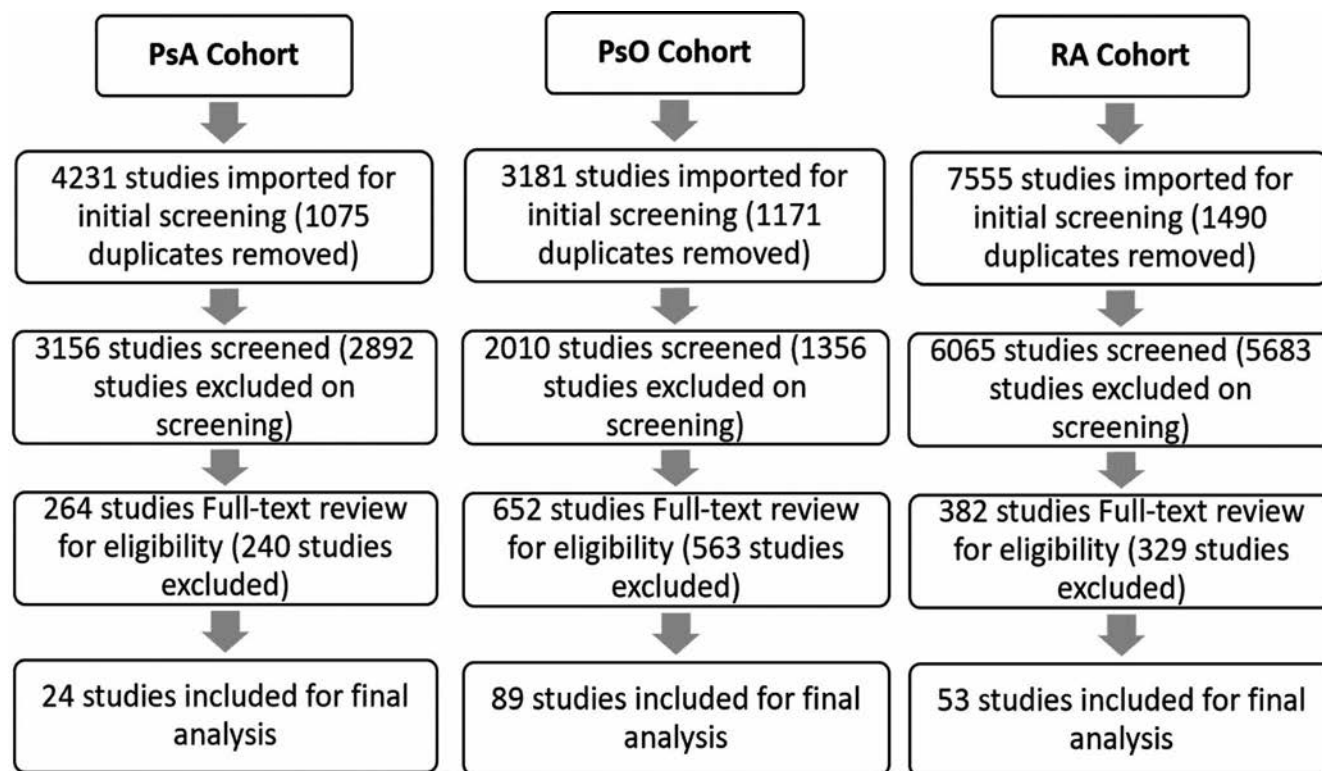 PsA Cohort
4231 studies imported for
initial screening (1075
duplicates removed)
3156 studies screened (2892
studies excluded on
screening)
264 studies Full-text review
for eligibility (240 studies
excluded)
24 studies included for final
analysis
PsO Cohort
3181 studies imported for
initial screening (1171
duplicates removed)
2010 studies screened (1356
studies excluded on
screening)
652 studies Full-text review
for eligibility (563 studies
excluded)
89 studies included for final
analysis
RA Cohort
7555 studies imported for
initial screening (1490
duplicates removed)
6065 studies screened (5683
studies excluded on
screening)
382 studies Full-text review
for eligibility (329 studies
excluded)
53 studies included for final
analysis